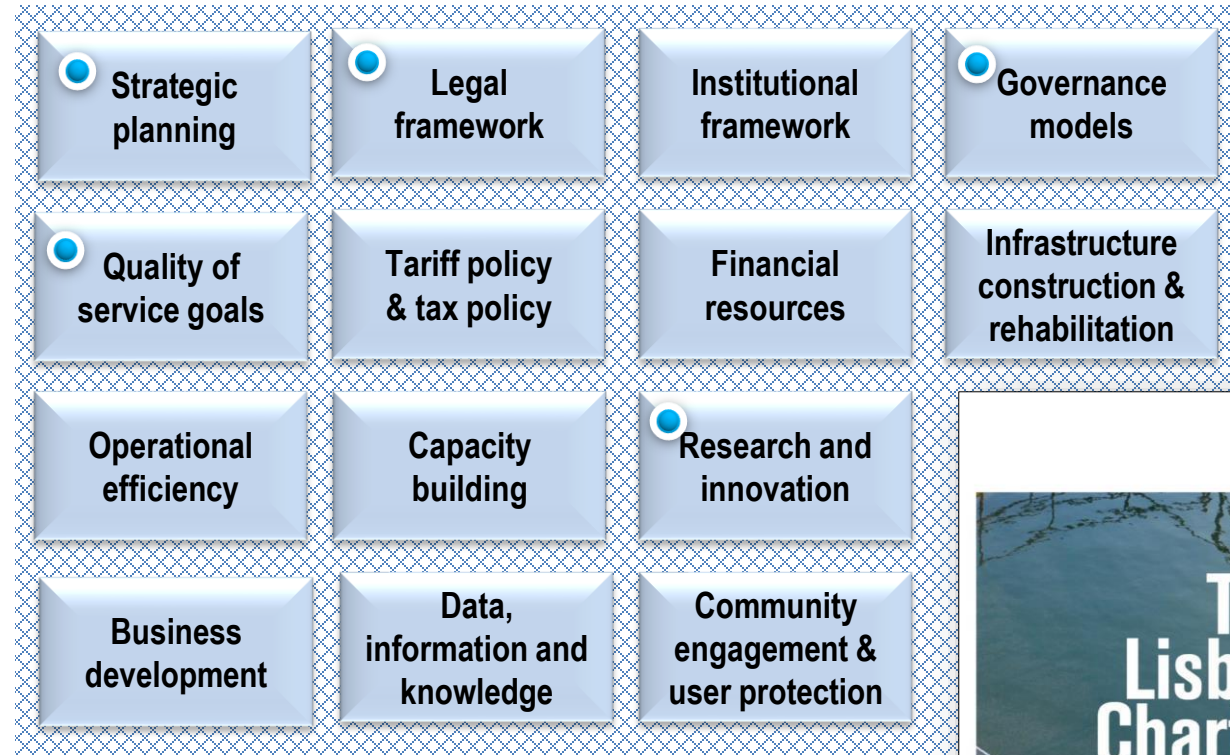 Strategic
planning
Legal
framework
Institutional
framework
Governance
models
Quality of
service goals
Tariff policy
& tax policy
Financial
resources
Infrastructure
construction &
rehabilitation
Operational
efficiency
Capacity
building
Research and
innovation
Business
development
Data,
information and
knowledge
Community
engagement &
user protection